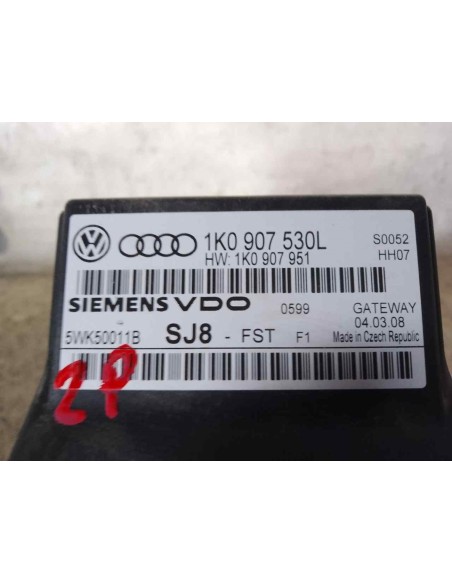 1K0 907 530L S0052
HW: 1K0 907 951 HH07
SIEMENS VDO 0599 GATEWAY
04.03.08
5WK50011B SJ8 - FST F1 Made in Czech Republic
2P